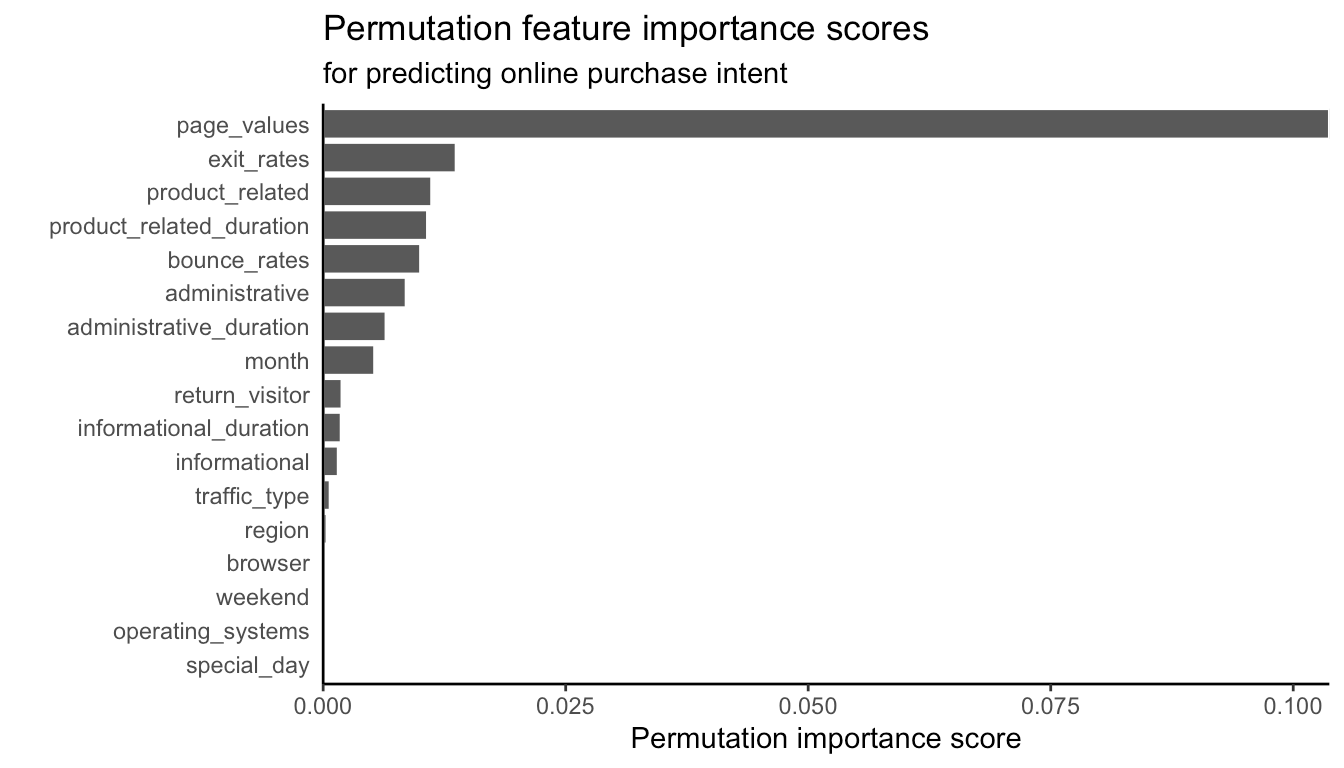 Permutation feature importance scores
for predicting online purchase intent
page_values
exit_rates
product_related
product_related_duration
bounce_rates
administrative
administrative_duration
month
return_visitor
informational_duration
informational
traffic_type
region
browser
weekend
operating_systems
special_day
0.000 0.025 0.050 0.075 0.100
Permutation importance score